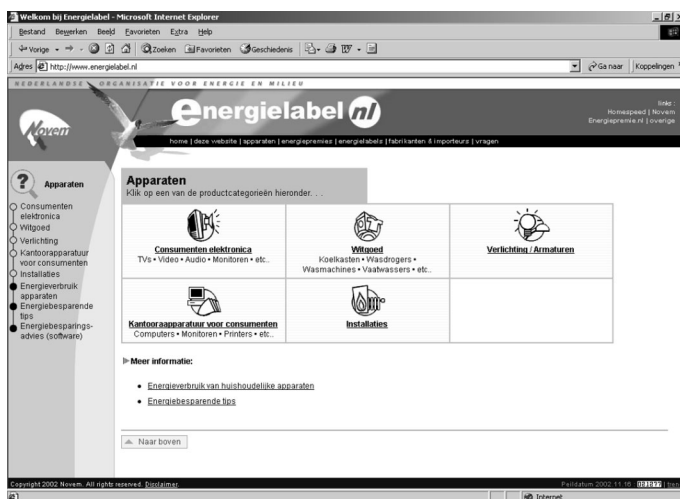 Welkom bij Energielabel - Microsoft Internet Explorer
Bestand Bewerken Beeld Favorieten Extra Help
Vorige Zoeken Favorieten Geschiedenis
Adres http://www.energielabel.nl Ga naar Koppelingen
NEDERLANDSE ORGANISATIE VOOR ENERGIE EN MILIEU
Novem
energielabel nl
links :
Homespeed | Novem
Energiepremie nl | overige
home | deze website | apparaten | energiepremies | energielabels | fabrikanten & importeurs | vragen
? Apparaten
Consumenten
elektronica
Witgoed
Verlichting
Kantoorapparatuur
voor consumenten
Installaties
Energieverbruik
apparaten
Energiebesparende
tips
Energiebesparings-
advies (software)
Apparaten
Klik op een van de productcategorieën hieronder. . .
Consumenten elektronica
TVs • Video • Audio • Monitoren • etc..
Witgoed
Koelkasten • Wasdrogers •
Wasmachines • Vaatwassers • etc..
Verlichting / Armaturen
Kantooraapparatuur voor consumenten
Computers • Monitoren • Printers • etc..
Installaties
Meer informatie:
• Energieverbruik van huishoudelijke apparaten
• Energiebesparende tips
Naar boven
Copyright 2002 Novem. All rights reserved. Disclaimer.
Peildatum 2002.11.16
Internet